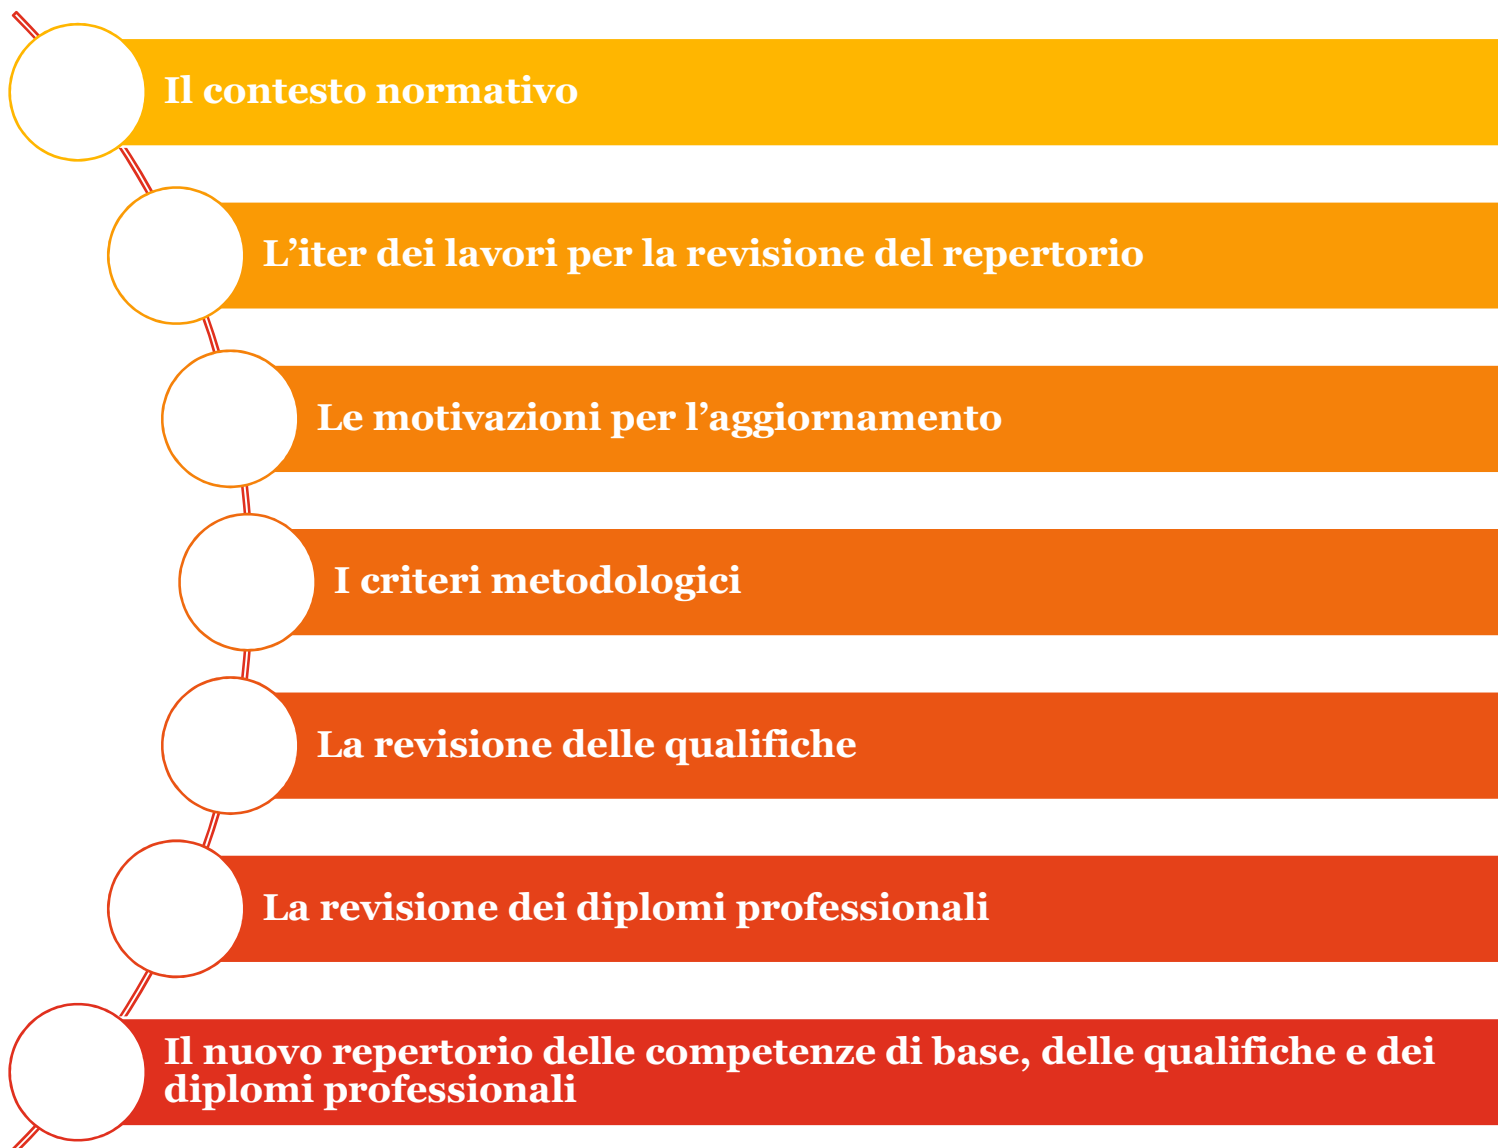 Il contesto normativo
L’iter dei lavori per la revisione del repertorio
Le motivazioni per l’aggiornamento
I criteri metodologici
La revisione delle qualifiche
La revisione dei diplomi professionali
Il nuovo repertorio delle competenze di base, delle qualifiche e dei
diplomi professionali